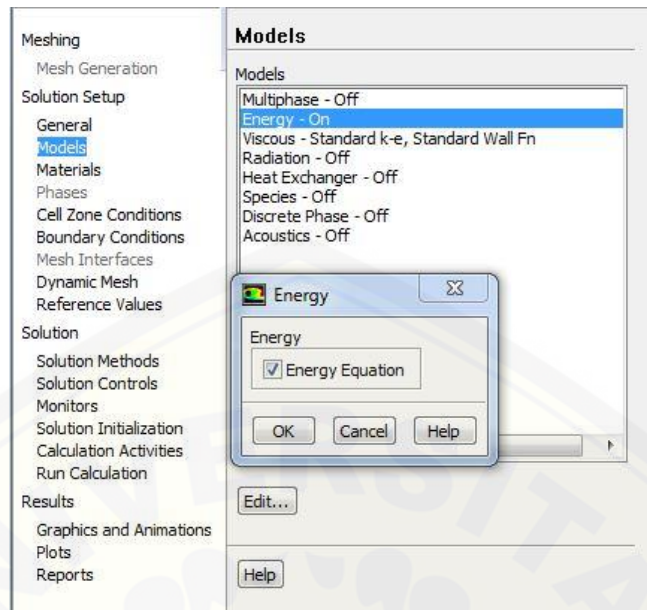 Meshing
Mesh Generation
Solution Setup
General
Models
Materials
Phases
Cell Zone Conditions
Boundary Conditions
Mesh Interfaces
Dynamic Mesh
Reference Values
Solution
Solution Methods
Solution Controls
Monitors
Solution Initialization
Calculation Activities
Run Calculation
Results
Graphics and Animations
Plots
Reports
Models
Models
Multiphase - Off
Energy - On
Viscous - Standard k-e, Standard Wall Fn
Radiation - Off
Heat Exchanger - Off
Species - Off
Discrete Phase - Off
Acoustics - Off
Energy
Energy
Energy Equation
OK Cancel Help
Edit...
Help